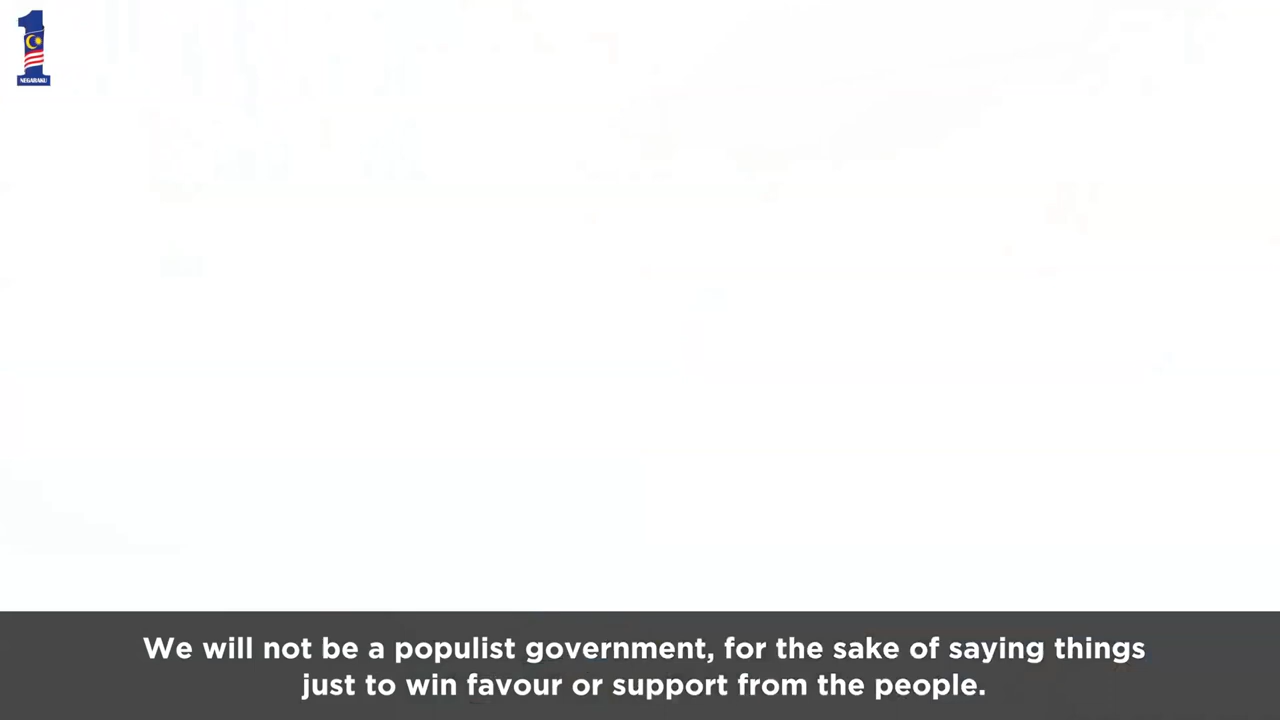 NEGARAKU
We will not be a populist government, for the sake of saying things
just to win favour or support from the people.